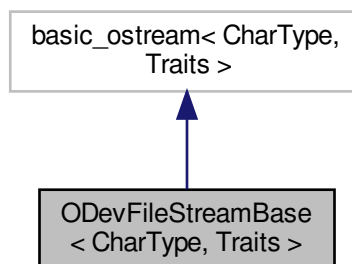 basic_ostream< CharType,
Traits >
ODevFileStreamBase
< CharType, Traits >